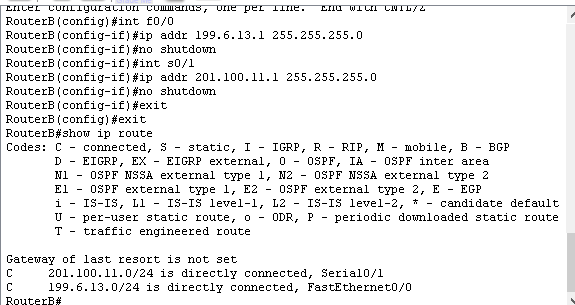 Enter configuration commands, one per line.  End with CNTL/Z
RouterB(config)#int f0/0
RouterB(config-if)#ip addr 199.6.13.1 255.255.255.0
RouterB(config-if)#no shutdown
RouterB(config-if)#int s0/1
RouterB(config-if)#ip addr 201.100.11.1 255.255.255.0
RouterB(config-if)#no shutdown
RouterB(config-if)#exit
RouterB(config)#exit
RouterB#show ip route
Codes: C - connected, S - static, I - IGRP, R - RIP, M - mobile, B - BGP
       D - EIGRP, EX - EIGRP external, O - OSPF, IA - OSPF inter area
       N1 - OSPF NSSA external type 1, N2 - OSPF NSSA external type 2
       E1 - OSPF external type 1, E2 - OSPF external type 2, E - EGP
       i - IS-IS, L1 - IS-IS level-1, L2 - IS-IS level-2, * - candidate default
       U - per-user static route, o - ODR, P - periodic downloaded static route
       T - traffic engineered route
Gateway of last resort is not set
C      201.100.11.0/24 is directly connected, Serial0/1
C      199.6.13.0/24 is directly connected, FastEthernet0/0
RouterB#